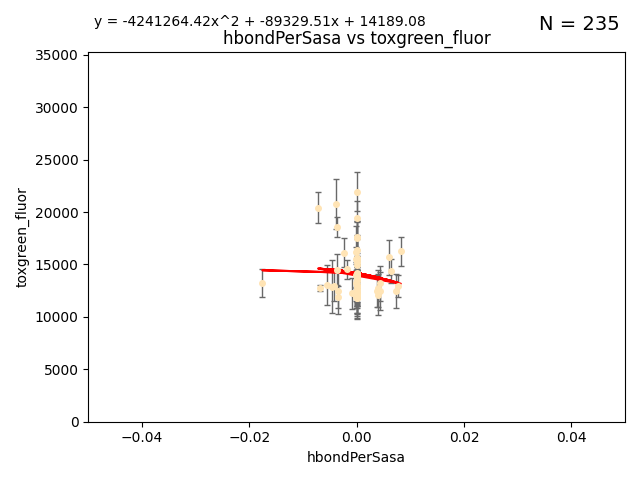 y = -4241264.42x^2 + -89329.51x + 14189.08
N = 235
hbondPerSasa vs toxgreen_fluor
35000
30000
25000
20000
15000
10000
5000
0
toxgreen_fluor
−0.04
−0.02
0.00
0.02
0.04
hbondPerSasa